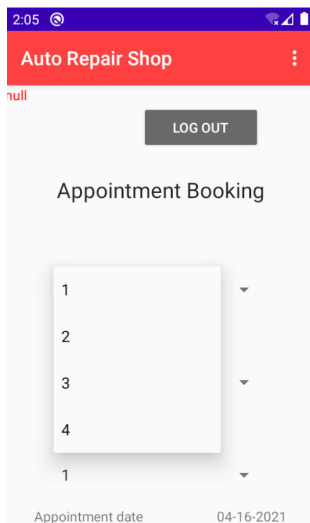 2:05
Auto Repair Shop
null
LOG OUT
Appointment Booking
1
2
3
4
1
Appointment date 04-16-2021